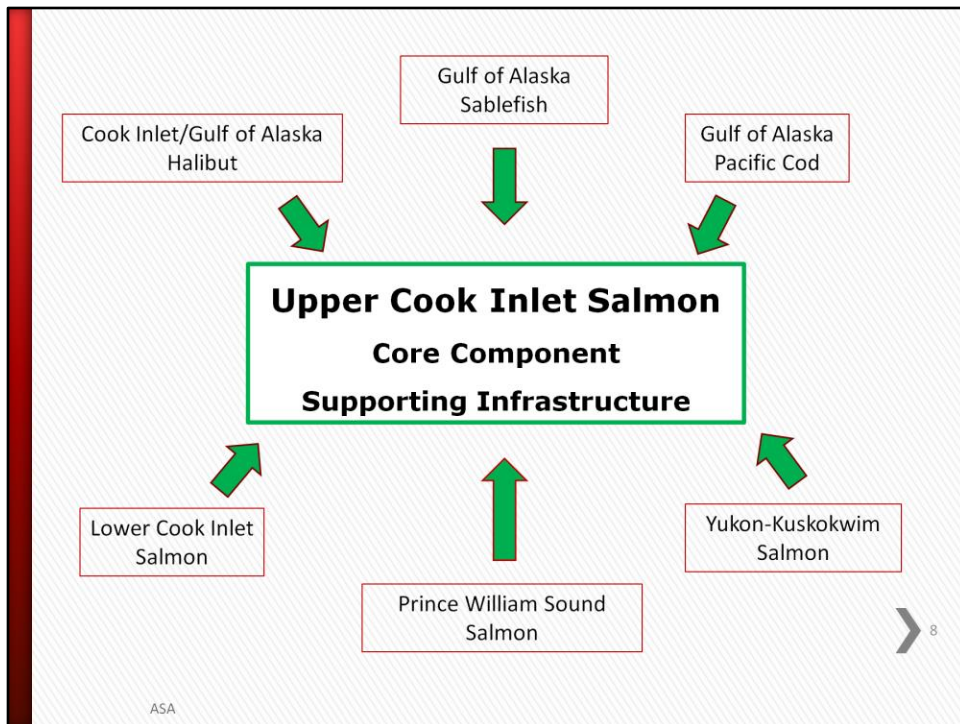 Gulf of Alaska
Sablefish
Cook Inlet/Gulf of Alaska
Halibut
Gulf of Alaska
Pacific Cod
Upper Cook Inlet Salmon
Core Component
Supporting Infrastructure
Lower Cook Inlet
Salmon
Yukon-Kuskokwim
Salmon
Prince William Sound
Salmon
8
ASA